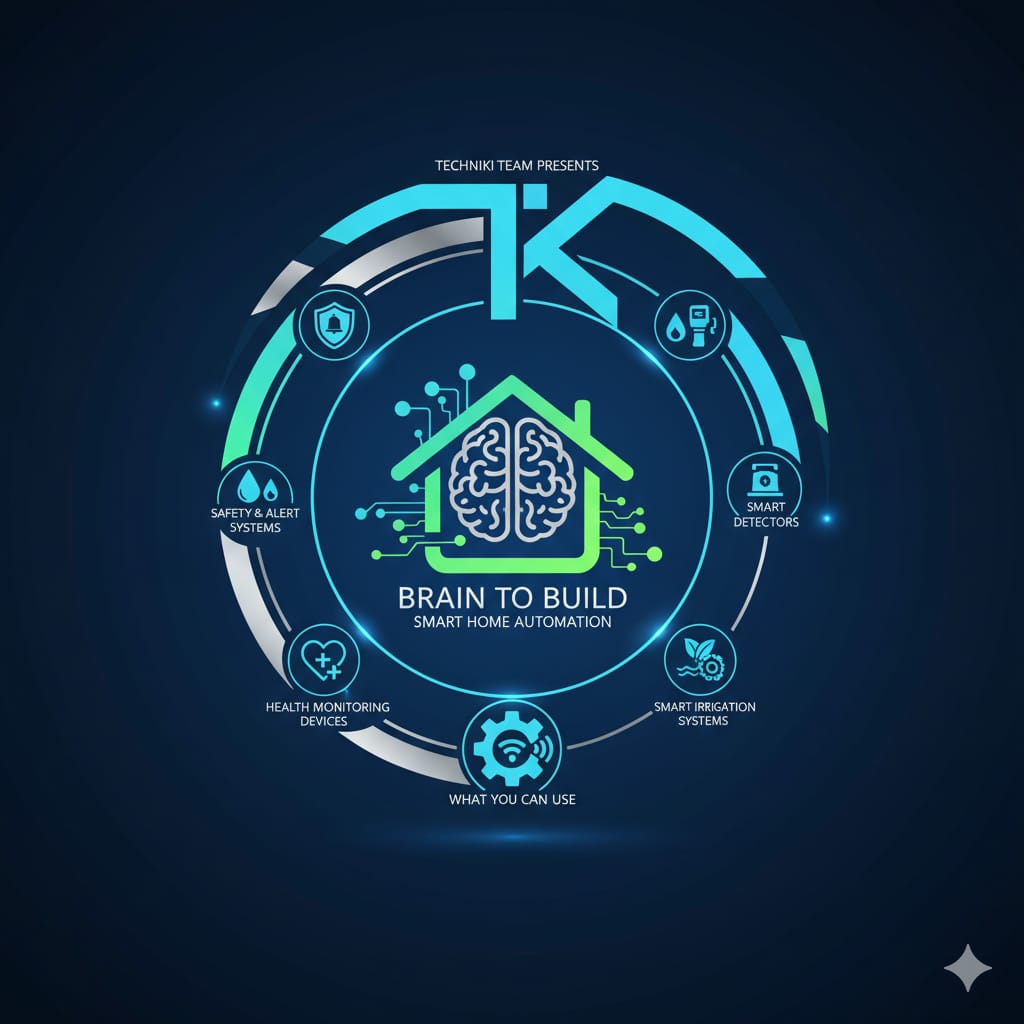 TECHNIKI TEAM PRESENTS
TK
SAFETY & ALERT
SYSTEMS
SMART
DETECTORS
BRAIN TO BUILD
SMART HOME AUTOMATION
HEALTH MONITORING
DEVICES
SMART IRRIGATION
SYSTEMS
WHAT YOU CAN USE